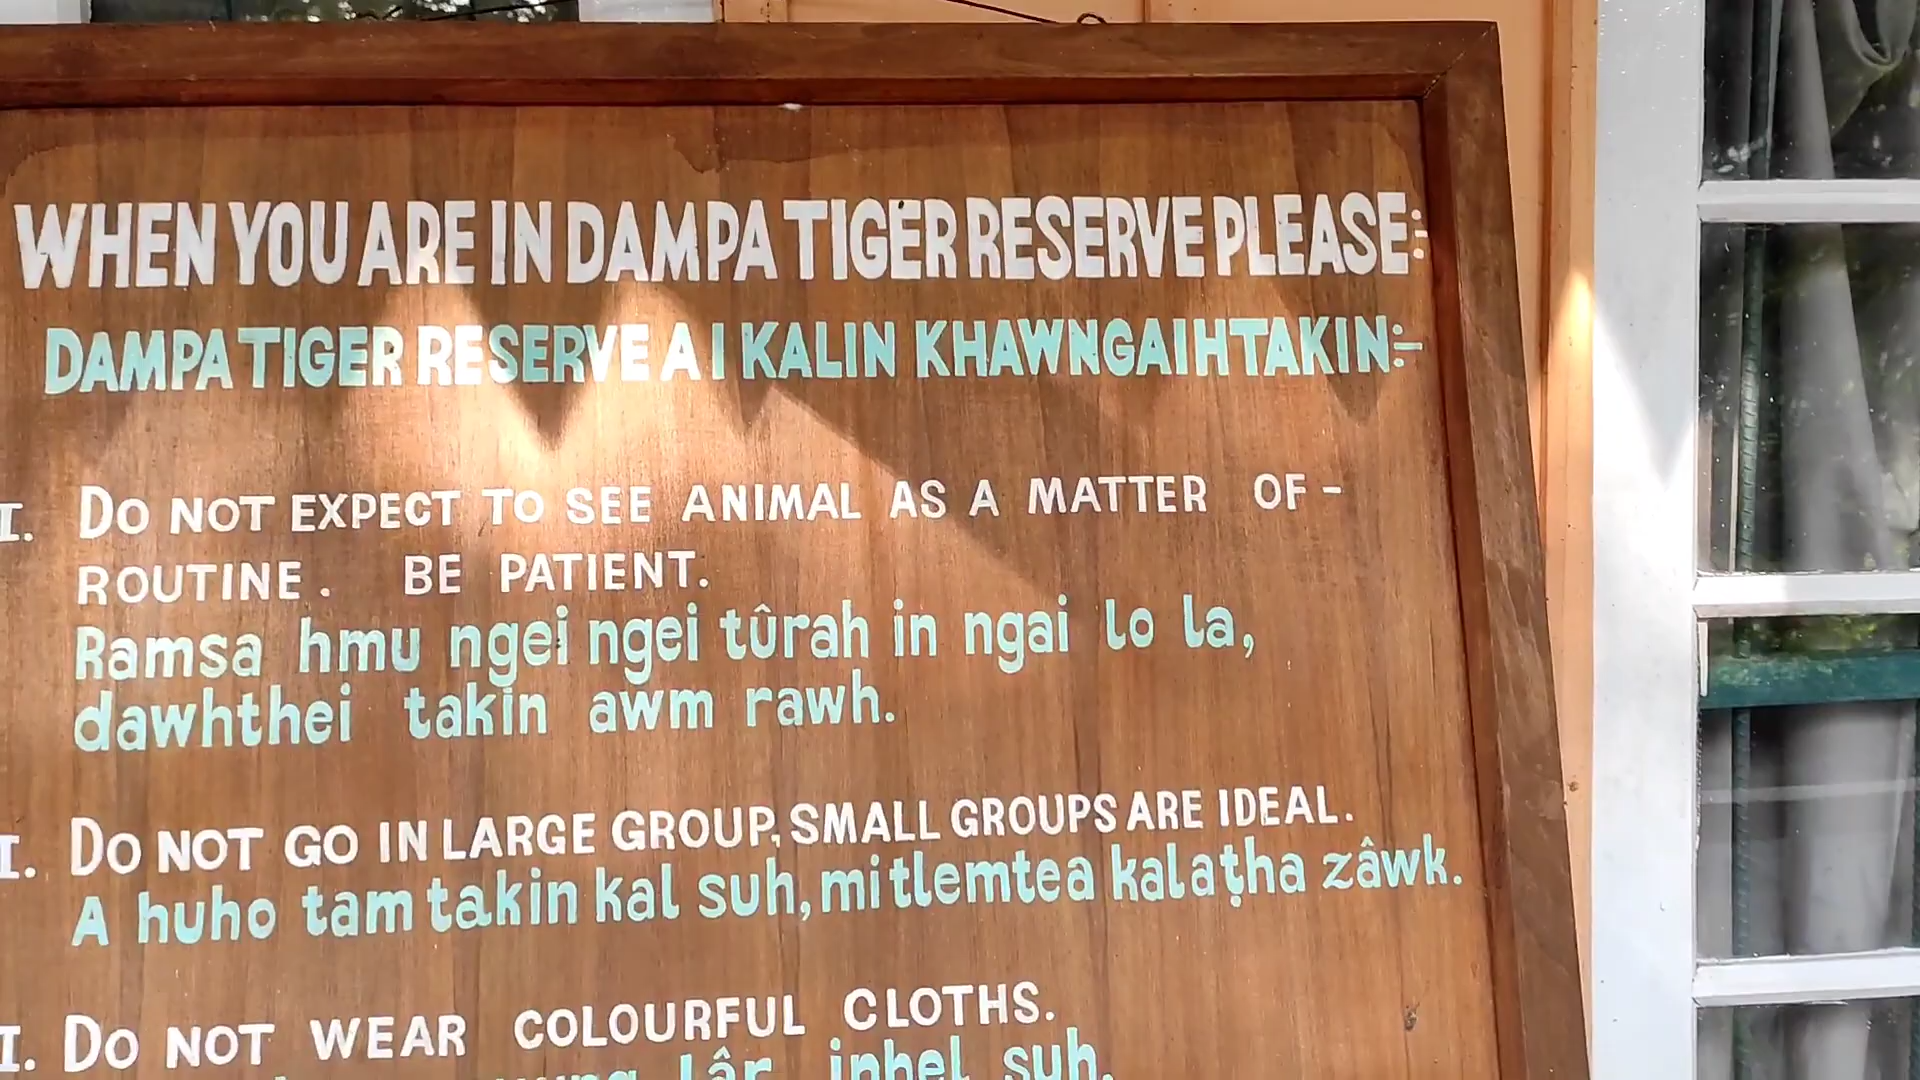 WHEN YOU ARE IN DAMPA TIGER RESERVE PLEASE:-
DAMPA TIGER RESERVE A I KALIN KHAWNGAIHTAKIN:-
I. DO NOT EXPECT TO SEE ANIMAL AS A MATTER OF -
ROUTINE. BE PATIENT.
Ramsa hmu ngei ngei tûrah in ngai lo la,
dawhthei takin awm rawh.
I. DO NOT GO IN LARGE GROUP, SMALL GROUPS ARE IDEAL.
A huho tam takin kal suh, mi tlemtea kal a ṭha zâwk.
I. DO NOT WEAR COLOURFUL CLOTHS.
lâr inhel suh.